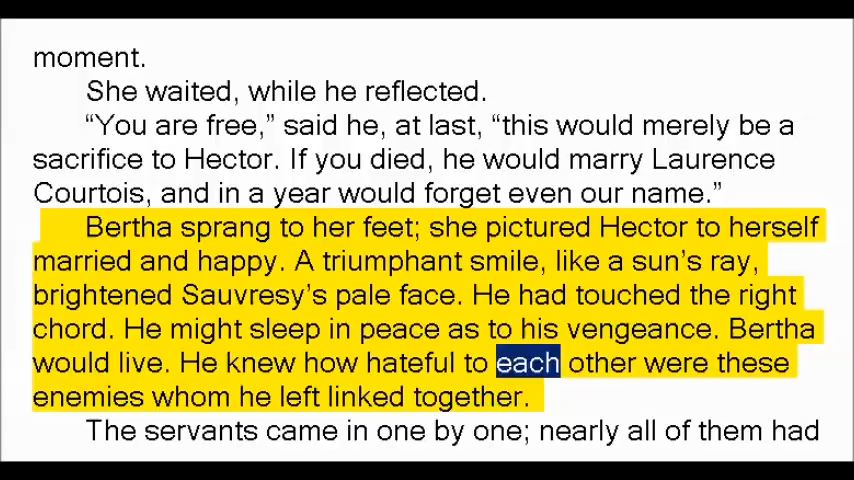 moment.
She waited, while he reflected.
“You are free,” said he, at last, “this would merely be a
sacrifice to Hector. If you died, he would marry Laurence
Courtois, and in a year would forget even our name.”
Bertha sprang to her feet; she pictured Hector to herself
married and happy. A triumphant smile, like a sun’s ray,
brightened Sauvresy’s pale face. He had touched the right
chord. He might sleep in peace as to his vengeance. Bertha
would live. He knew how hateful to each other were these
enemies whom he left linked together.
The servants came in one by one; nearly all of them had